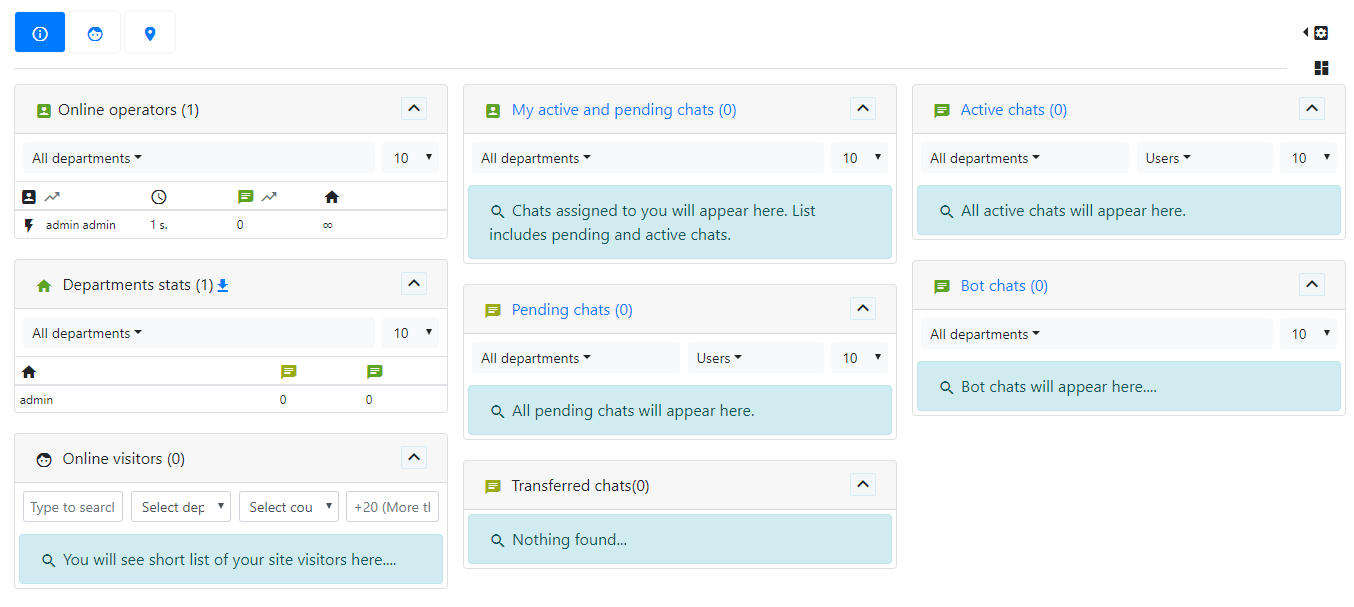 Online operators (1)
All departments
10
admin admin
1 s.
0
∞
Departments stats (1)
All departments
10
admin
0
0
Online visitors (0)
Type to search
Select dep
Select cou
+20 (More tl
You will see short list of your site visitors here....
My active and pending chats (0)
All departments
10
Chats assigned to you will appear here. List
includes pending and active chats.
Pending chats (0)
All departments
Users
10
All pending chats will appear here.
Transferred chats(0)
Nothing found...
Active chats (0)
All departments
Users
10
All active chats will appear here.
Bot chats (0)
All departments
10
Bot chats will appear here....